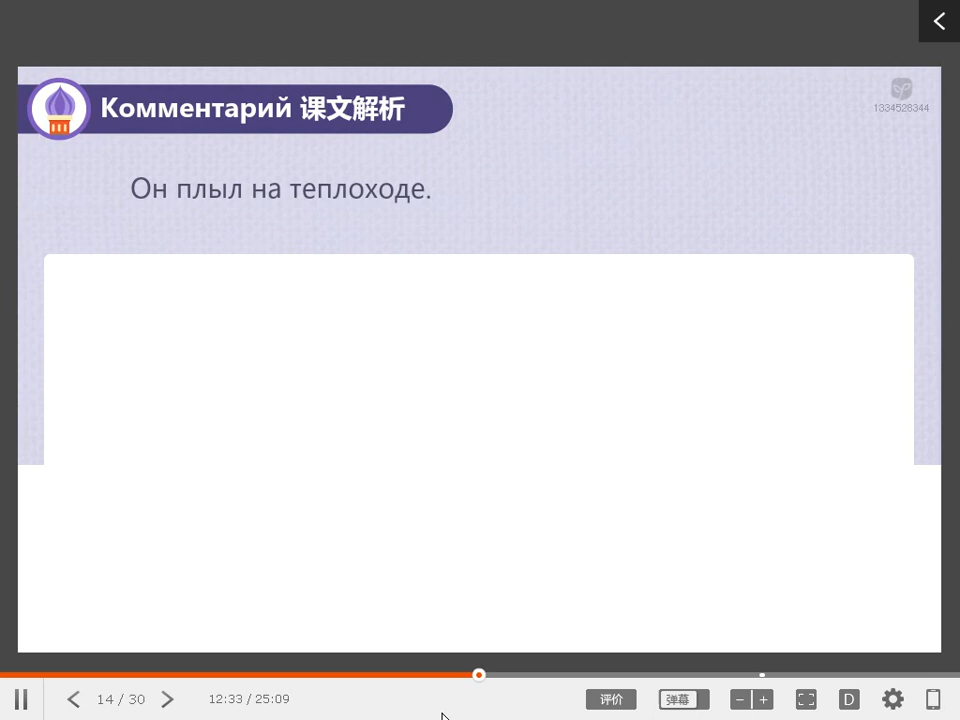 Комментарий 课文解析
1334526344
Он плыл на теплоходе.
14 / 30
12:33 / 25:09
评价
弹幕
D